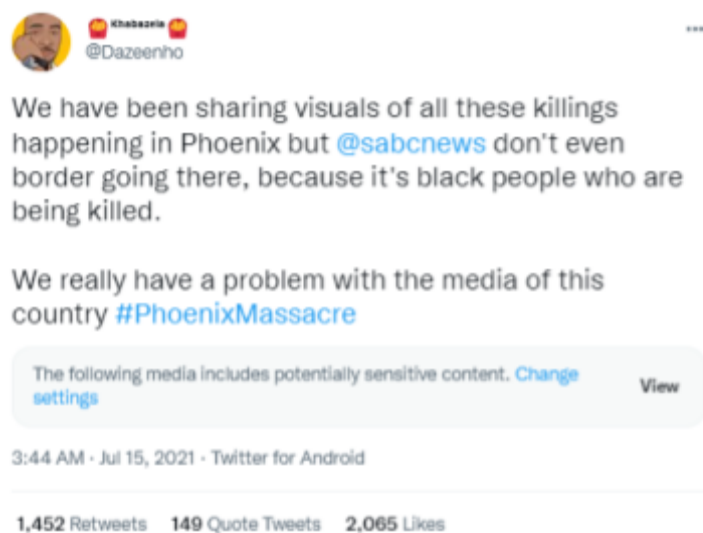 Khabazela
@Dazeenho
We have been sharing visuals of all these killings
happening in Phoenix but @sabcnews don't even
border going there, because it's black people who are
being killed.
We really have a problem with the media of this
country #PhoenixMassacre
The following media includes potentially sensitive content. Change
settings
View
3:44 AM · Jul 15, 2021 · Twitter for Android
1,452 Retweets 149 Quote Tweets 2,065 Likes